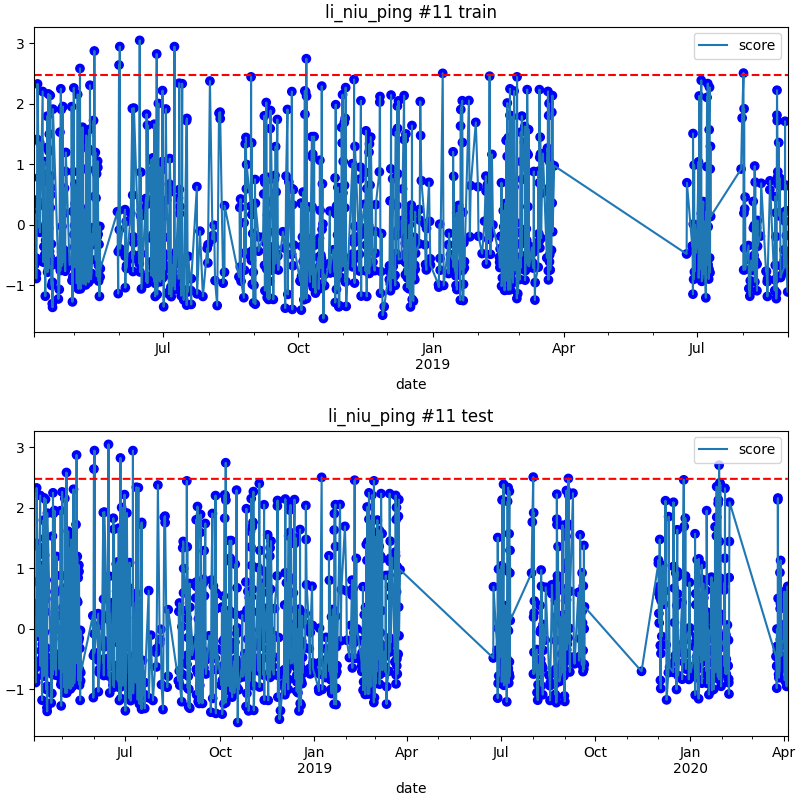 li_niu_ping #11 train
score
3
2
1
0
−1
Jul
Oct
Jan
2019
Apr
Jul
date
li_niu_ping #11 test
score
3
2
1
0
−1
Jul
Oct
Jan
2019
Apr
Jul
Oct
Jan
2020
Apr
date